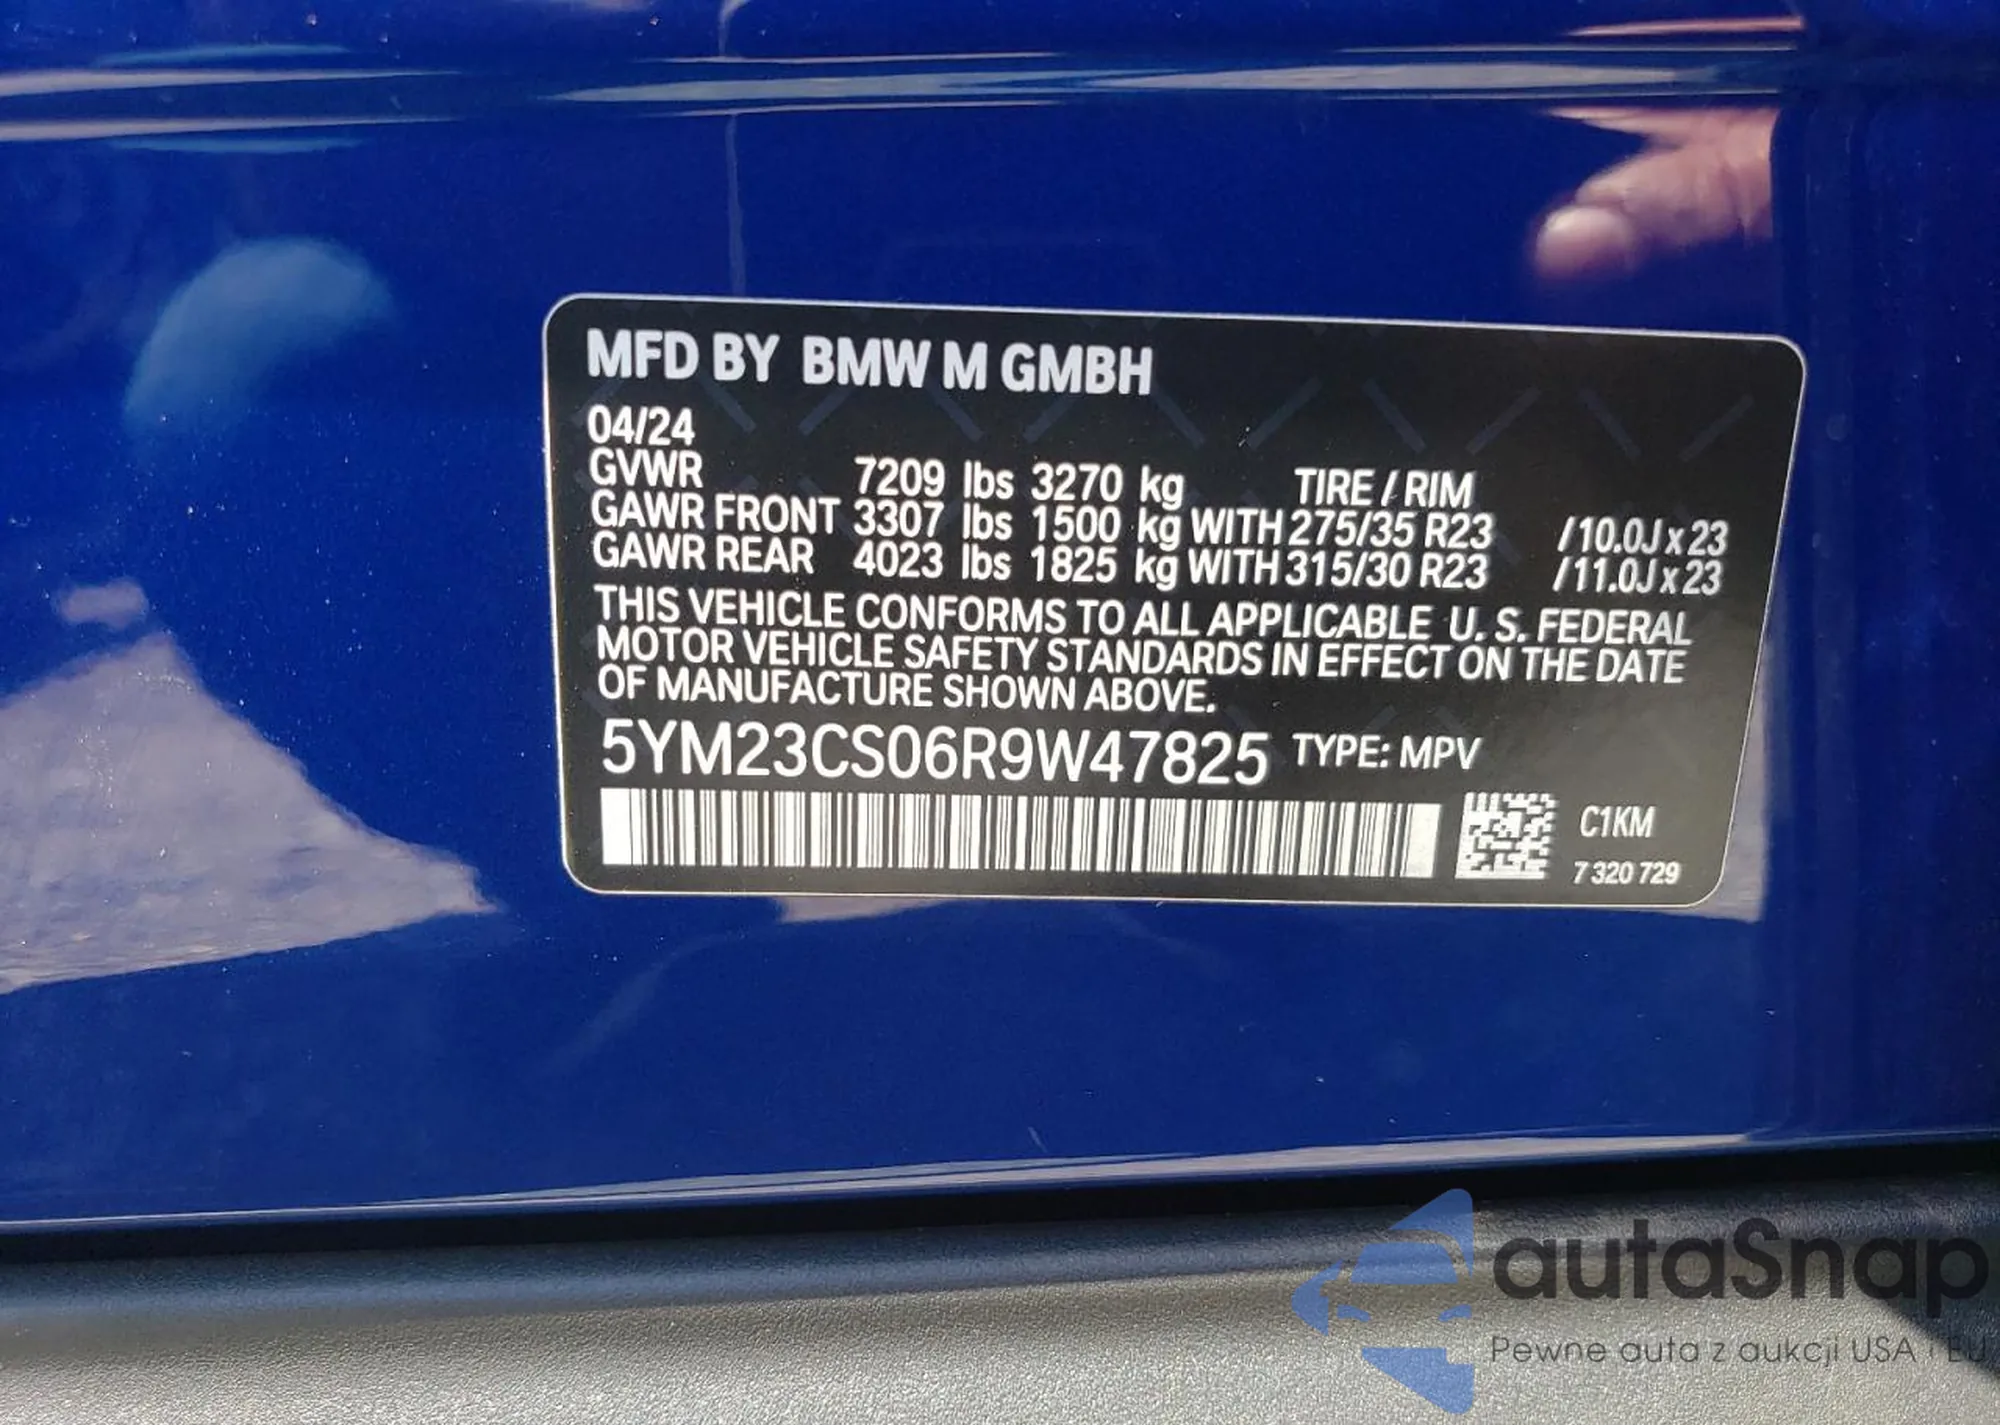 MFD BY BMW M GMBH
04/24
GVWR 7209 lbs 3270 kg TIRE / RIM
GAWR FRONT 3307 lbs 1500 kg WITH 275/35 R23 /10.0J x 23
GAWR REAR 4023 lbs 1825 kg WITH 315/30 R23 /11.0J x 23
THIS VEHICLE CONFORMS TO ALL APPLICABLE U. S. FEDERAL
MOTOR VEHICLE SAFETY STANDARDS IN EFFECT ON THE DATE
OF MANUFACTURE SHOWN ABOVE.
5YM23CS06R9W47825 TYPE: MPV
C1KM
7 320 729
autaSnap
Pewne auta z aukcji USA i EU